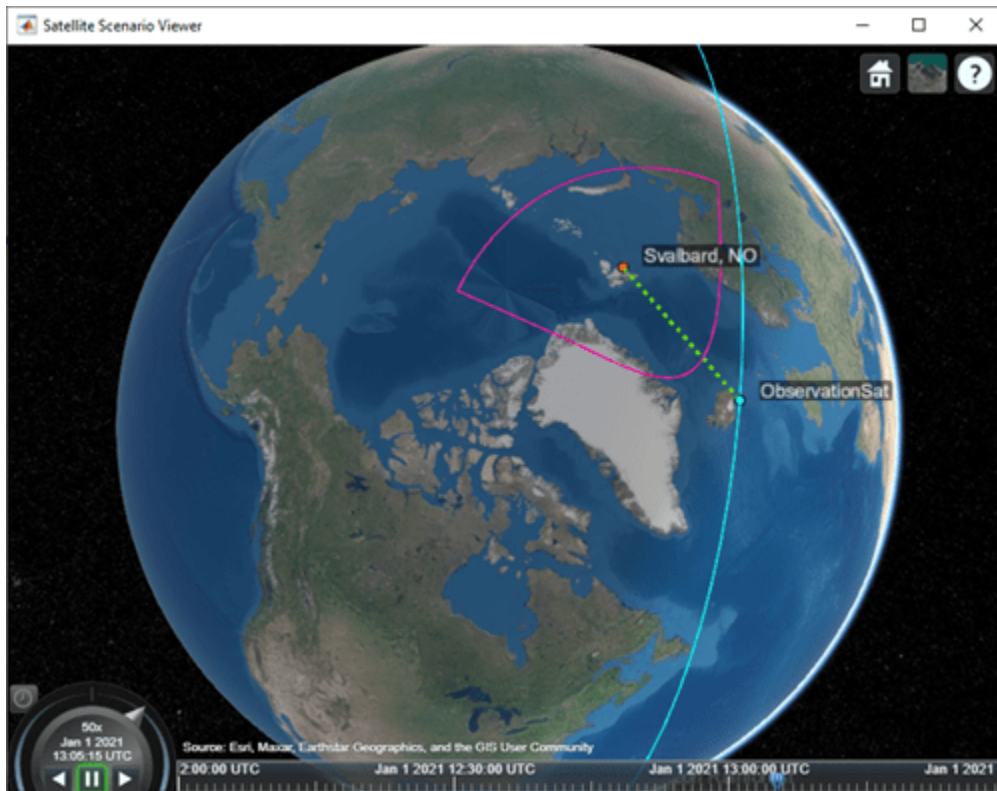 Satellite Scenario Viewer
?
Svalbard, NO
ObservationSat
50x
Jan 1 2021
13:05:15 UTC
Source: Esri, Maxar, Earthstar Geographics, and the GIS User Community
2:00:00 UTC
Jan 1 2021 12:30:00 UTC
Jan 1 2021 13:00:00 UTC
Jan 1 2021